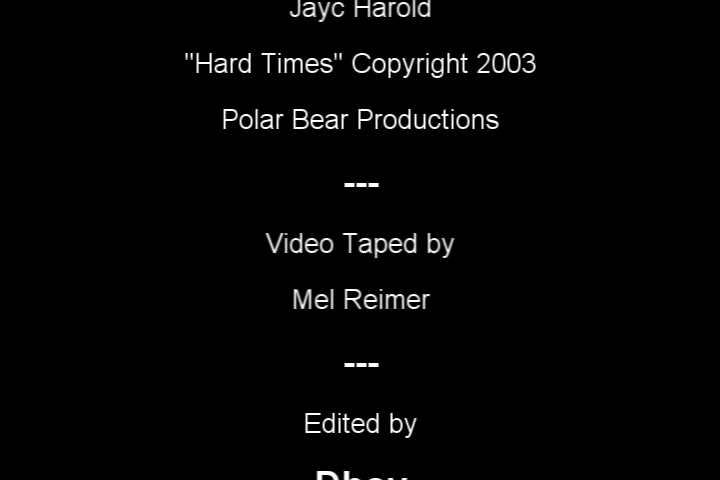 Jayc Harold
"Hard Times" Copyright 2003
Polar Bear Productions
---
Video Taped by
Mel Reimer
---
Edited by